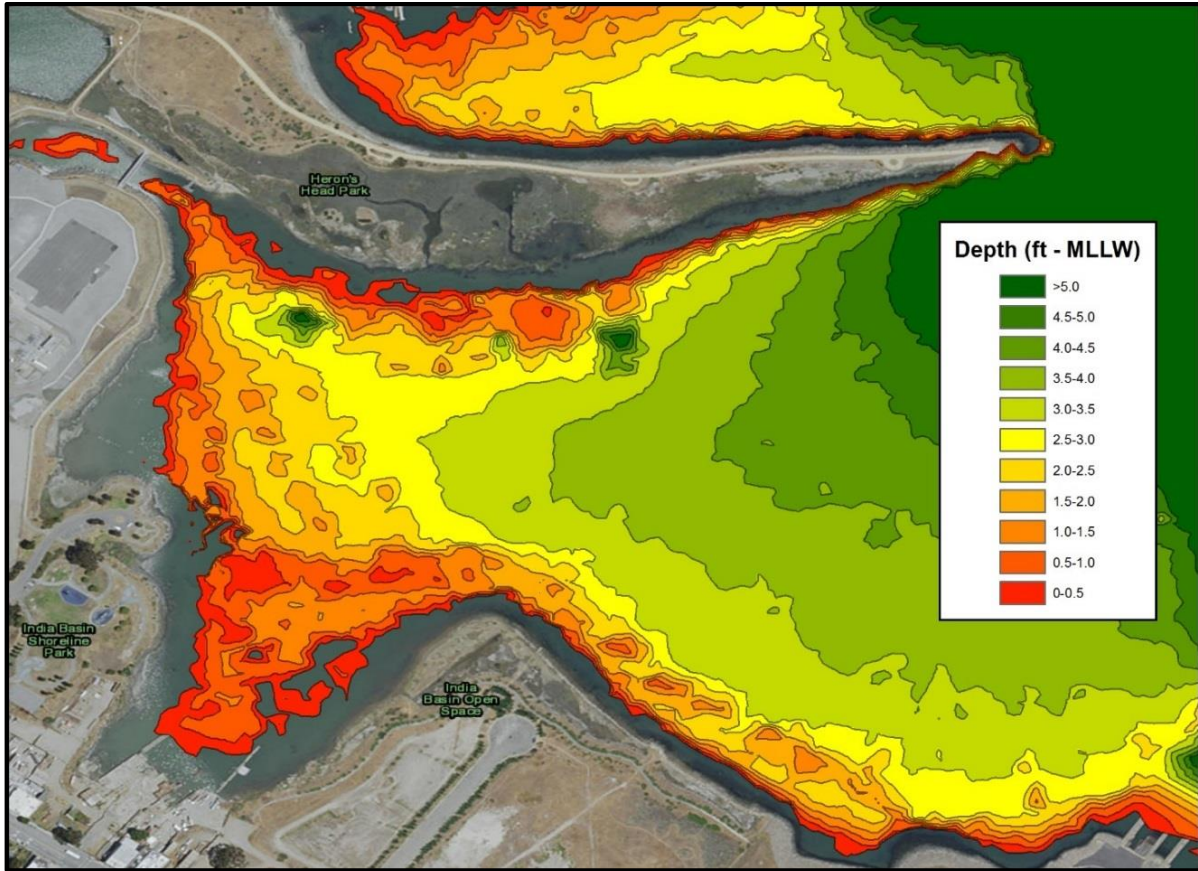 Heron's
Head Park
Depth (ft - MLLW)
>5.0
4.5-5.0
4.0-4.5
3.5-4.0
3.0-3.5
2.5-3.0
2.0-2.5
1.5-2.0
1.0-1.5
0.5-1.0
0-0.5
India Basin
Shoreline
Park
India
Basin Open
Space